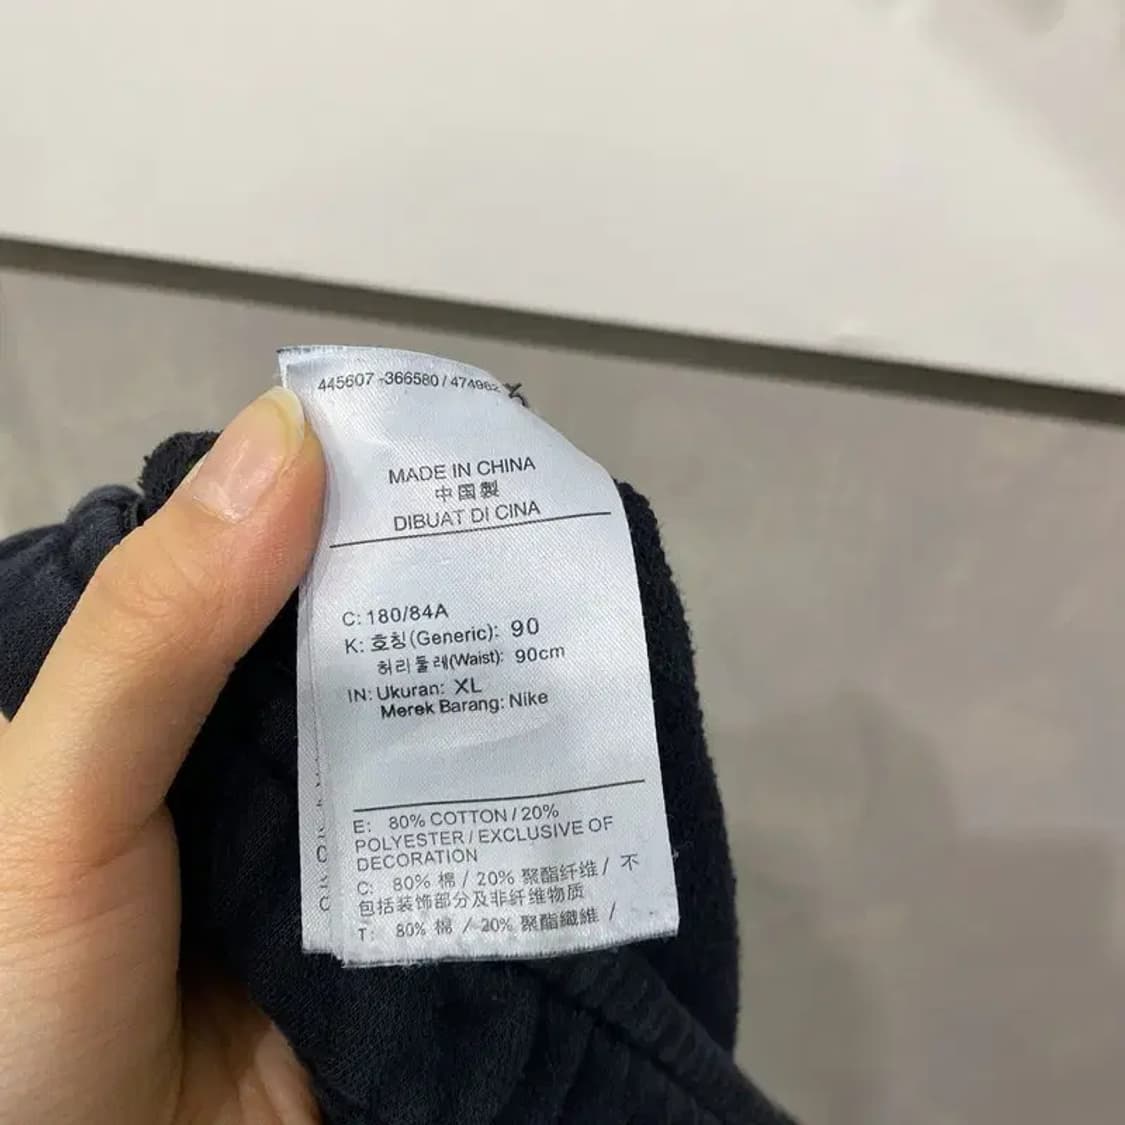 445607 -366580 / 474982
MADE IN CHINA
中国製
DIBUAT DI CINA
C: 180/84A
K: 호칭(Generic): 90
허리둘레(Waist): 90cm
IN: Ukuran: XL
Merek Barang: Nike
E: 80% COTTON / 20%
POLYESTER / EXCLUSIVE OF
DECORATION
C: 80% 棉 / 20% 聚酯纤维 / 不
包括装饰部分及非纤维物质
T: 80% 棉 / 20% 聚酯纖維 /